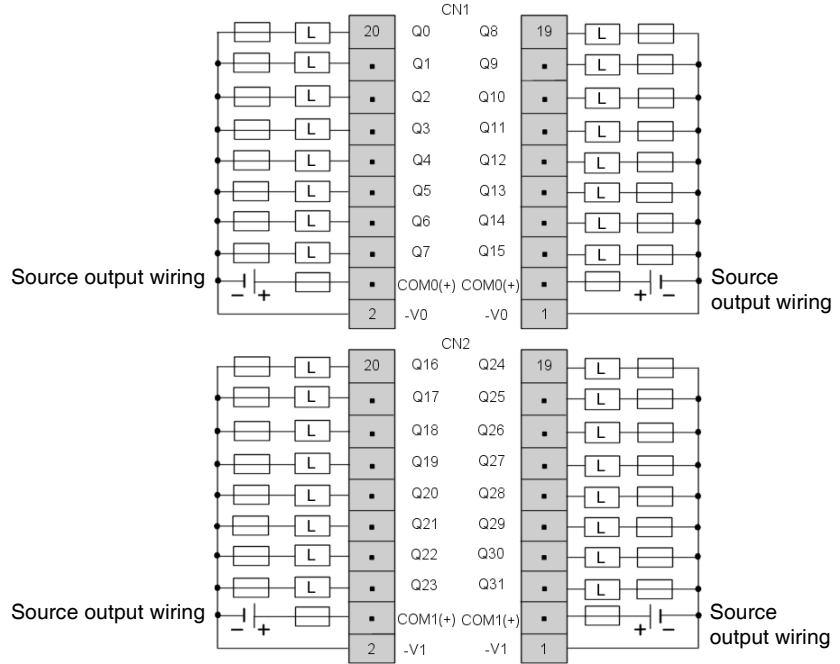 CN1
L 20 Q0 Q8 19 L
L Q1 Q9 L
L Q2 Q10 L
L Q3 Q11 L
L Q4 Q12 L
L Q5 Q13 L
L Q6 Q14 L
L Q7 Q15 L
Source output wiring − + COM0(+) COM0(+) + − Source
output wiring
2 -V0 -V0 1
CN2
L 20 Q16 Q24 19 L
L Q17 Q25 L
L Q18 Q26 L
L Q19 Q27 L
L Q20 Q28 L
L Q21 Q29 L
L Q22 Q30 L
L Q23 Q31 L
Source output wiring − + COM1(+) COM1(+) + − Source
output wiring
2 -V1 -V1 1